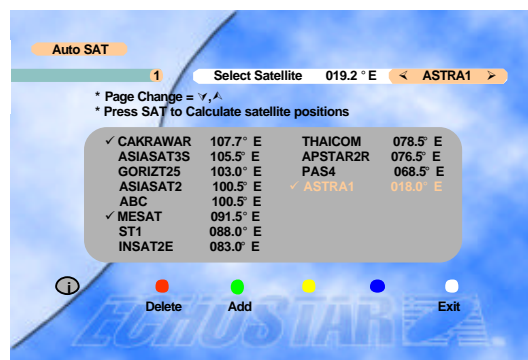 Auto SAT
1 Select Satellite 019.2 ° E < ASTRA1 >
* Page Change = ⋎,⋏
* Press SAT to Calculate satellite positions
✓ CAKRAWAR 107.7° E THAICOM 078.5° E
ASIASAT3S 105.5° E APSTAR2R 076.5° E
GORIZT25 103.0° E PAS4 068.5° E
ASIASAT2 100.5° E ✓ ASTRA1 018.0° E
ABC 100.5° E
✓ MESAT 091.5° E
ST1 088.0° E
INSAT2E 083.0° E
i
Delete Add Exit
ECHOSTAR